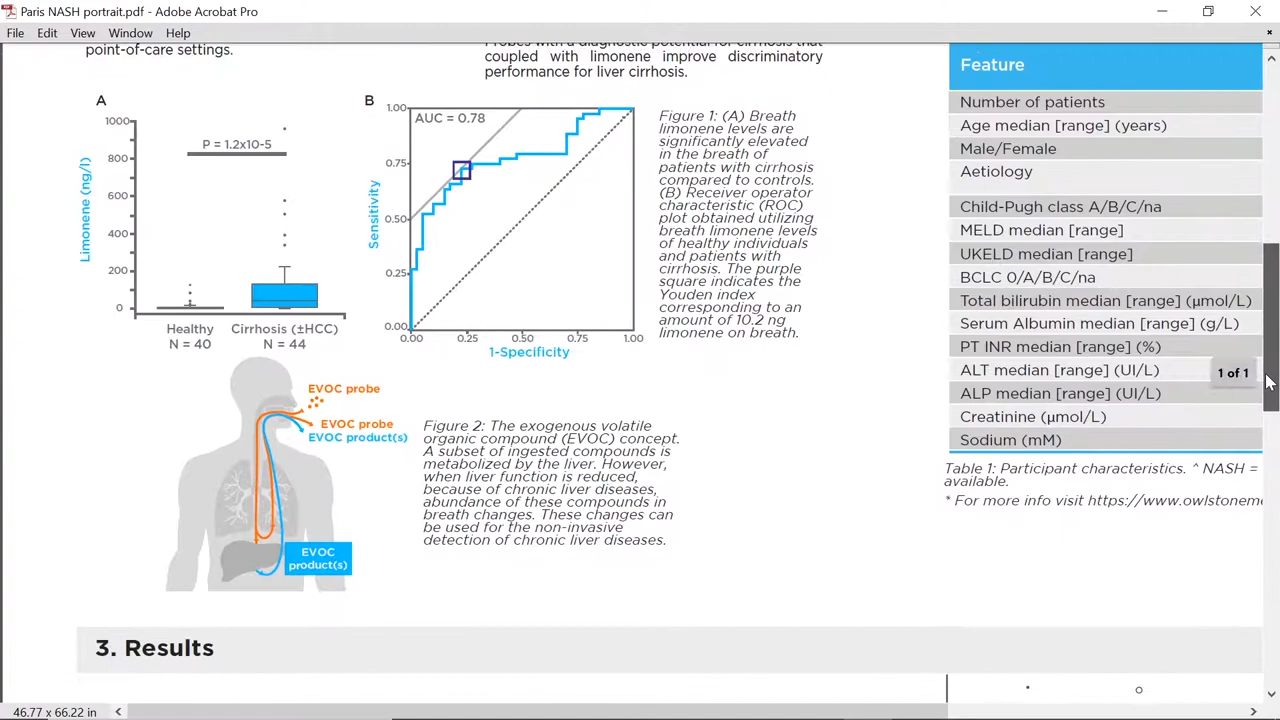 Paris NASH portrait.pdf - Adobe Acrobat Pro
File Edit View Window Help
point-of-care settings.
Probes with a diagnostic potential for cirrhosis that
coupled with limonene improve discriminatory
performance for liver cirrhosis.
A
1000
800
600
400
200
0
Limonene (ng/l)
P = 1.2x10-5
Healthy
N = 40
Cirrhosis (±HCC)
N = 44
B
AUC = 0.78
1.00
0.75
0.50
0.25
0.00
Sensitivity
0.00 0.25 0.50 0.75 1.00
1-Specificity
Figure 1: (A) Breath
limonene levels are
significantly elevated
in the breath of
patients with cirrhosis
compared to controls.
(B) Receiver operator
characteristic (ROC)
plot obtained utilizing
breath limonene levels
of healthy individuals
and patients with
cirrhosis. The purple
square indicates the
Youden index
corresponding to an
amount of 10.2 ng
limonene on breath.
EVOC probe
EVOC probe
EVOC product(s)
EVOC
product(s)
Figure 2: The exogenous volatile
organic compound (EVOC) concept.
A subset of ingested compounds is
metabolized by the liver. However,
when liver function is reduced,
because of chronic liver diseases,
abundance of these compounds in
breath changes. These changes can
be used for the non-invasive
detection of chronic liver diseases.
Feature
Number of patients
Age median [range] (years)
Male/Female
Aetiology
Child-Pugh class A/B/C/na
MELD median [range]
UKELD median [range]
BCLC 0/A/B/C/na
Total bilirubin median [range] (µmol/L)
Serum Albumin median [range] (g/L)
PT INR median [range] (%)
ALT median [range] (UI/L)
ALP median [range] (UI/L)
Creatinine (µmol/L)
Sodium (mM)
1 of 1
Table 1: Participant characteristics. ^ NASH =
available.
* For more info visit https://www.owlstoneme
3. Results
46.77 x 66.22 in